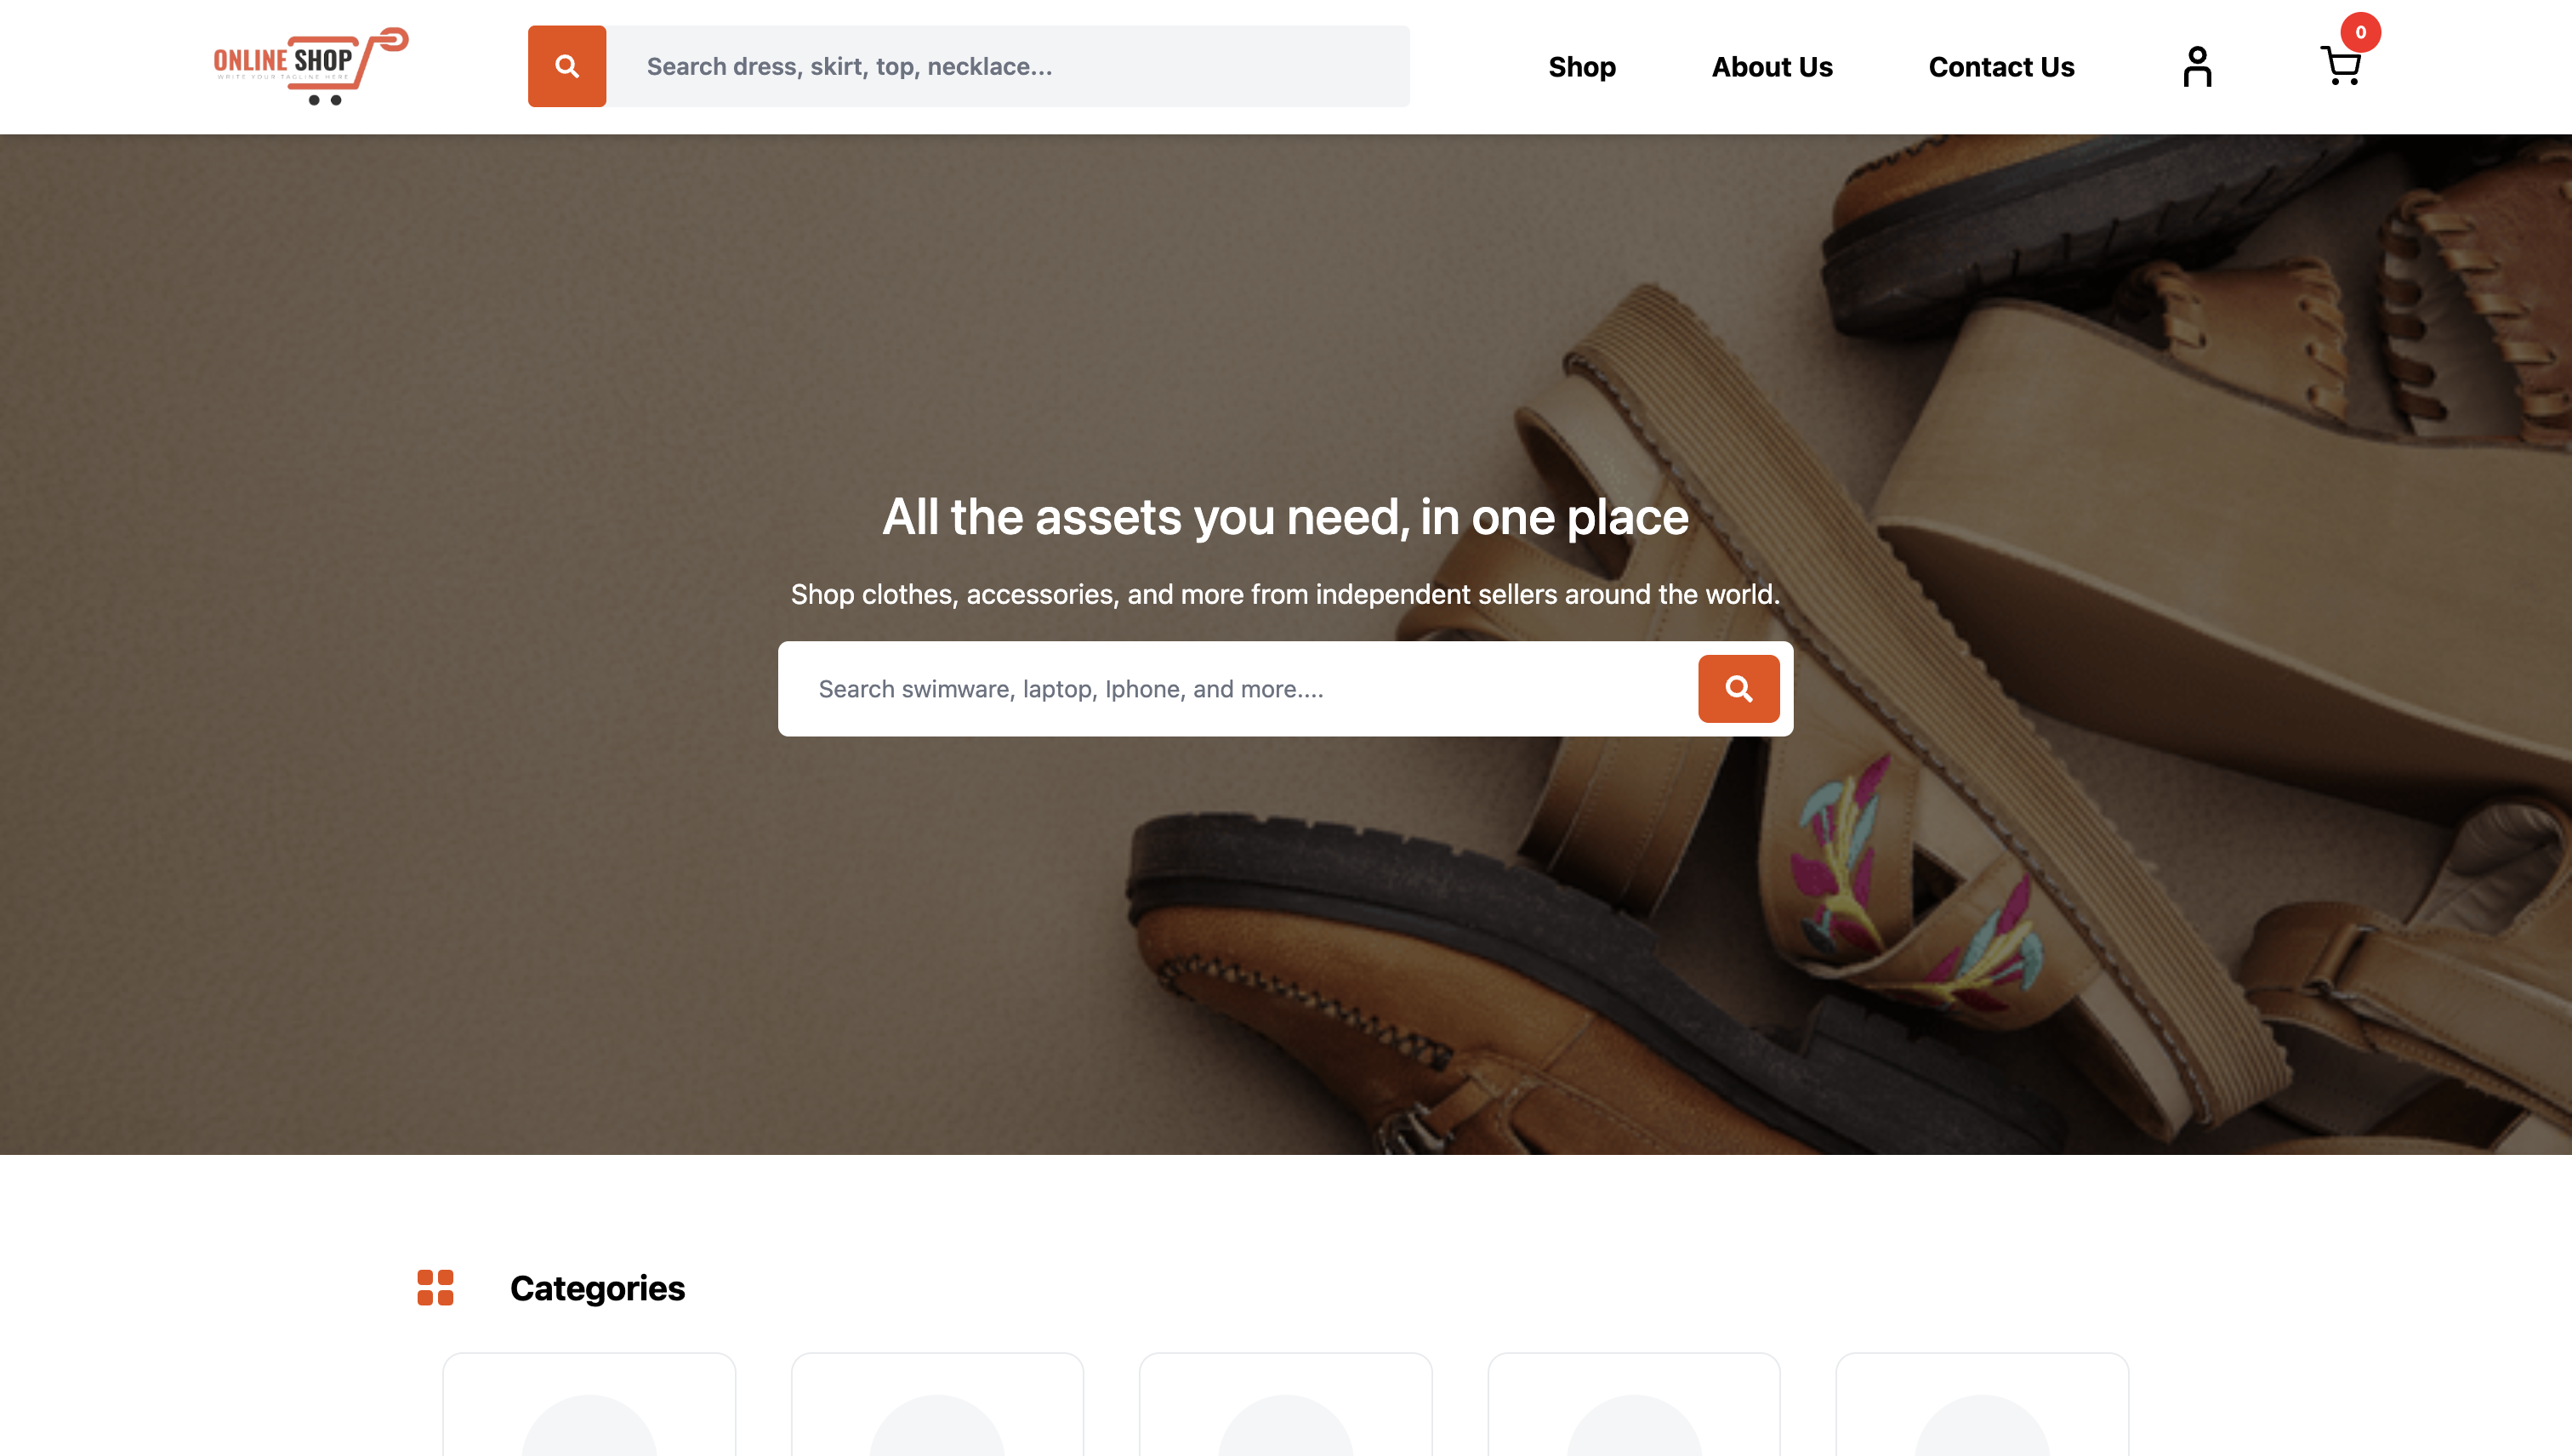 ONLINE SHOP
WRITE YOUR TAGLINE HERE
Search dress, skirt, top, necklace...
Shop
About Us
Contact Us
0
All the assets you need, in one place
Shop clothes, accessories, and more from independent sellers around the world.
Search swimware, laptop, Iphone, and more....
Categories